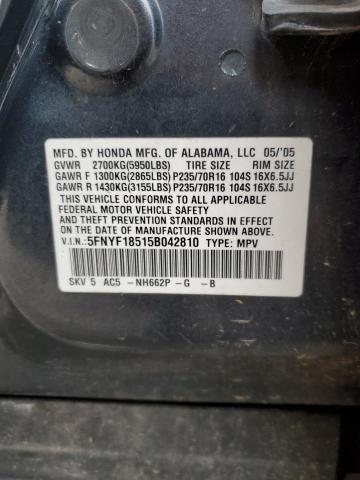 MFD. BY HONDA MFG. OF ALABAMA, LLC 05/'05
GVWR 2700KG(5950LBS) TIRE SIZE RIM SIZE
GAWR F 1300KG(2865LBS) P235/70R16 104S 16X6.5JJ
GAWR R 1430KG(3155LBS) P235/70R16 104S 16X6.5JJ
THIS VEHICLE CONFORMS TO ALL APPLICABLE
FEDERAL MOTOR VEHICLE SAFETY AND
THEFT PREVENTION STANDARDS IN EFFECT
ON THE DATE OF MANUFACTURE SHOWN ABOVE.
V.I.N.:5FNYF18515B042810 TYPE: MPV
SKV 5 AC5 -NH662P -G -B